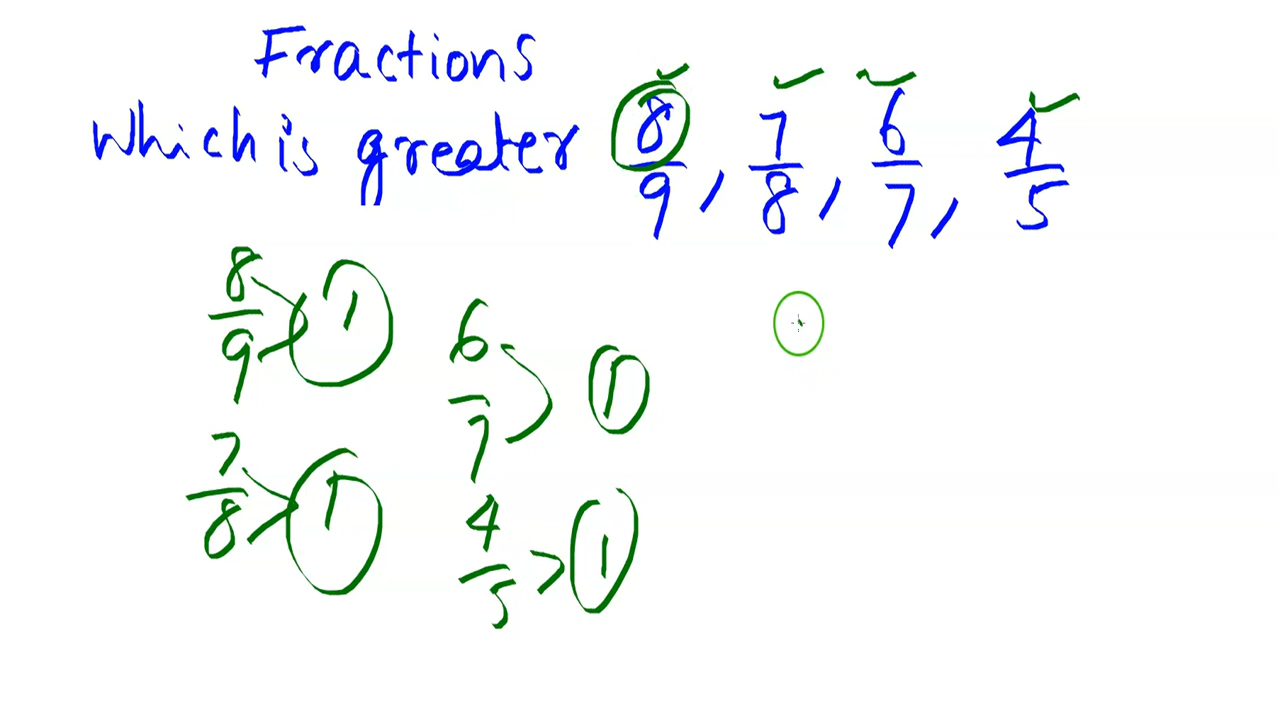 Fractions
Which is greater 8/9, 7/8, 6/7, 4/5
8/9 > 1
6/7 > 1
7/8 > 1
4/5 > 1